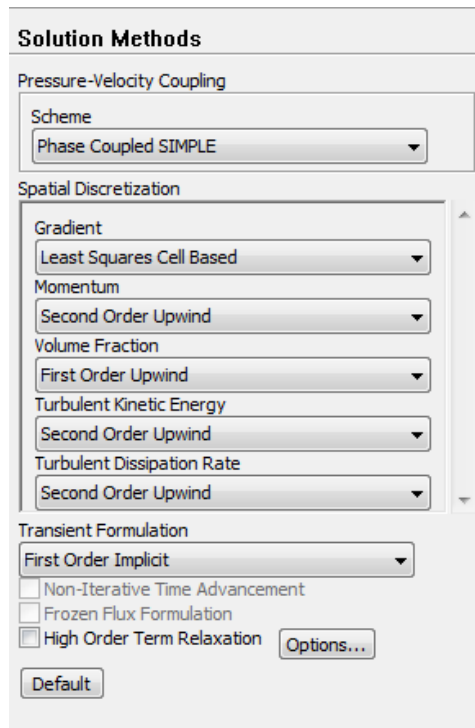 Solution Methods
Pressure-Velocity Coupling
Scheme
Phase Coupled SIMPLE
Spatial Discretization
Gradient
Least Squares Cell Based
Momentum
Second Order Upwind
Volume Fraction
First Order Upwind
Turbulent Kinetic Energy
Second Order Upwind
Turbulent Dissipation Rate
Second Order Upwind
Transient Formulation
First Order Implicit
Non-Iterative Time Advancement
Frozen Flux Formulation
High Order Term Relaxation Options...
Default